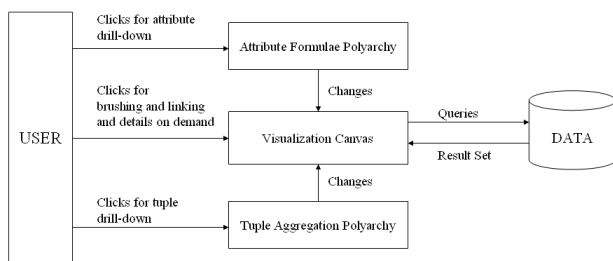 Clicks for attribute
drill-down
Attribute Formulae Polyarchy
Changes
Clicks for
brushing and linking
and details on demand
USER
Visualization Canvas
Queries
Result Set
DATA
Changes
Clicks for tuple
drill-down
Tuple Aggregation Polyarchy